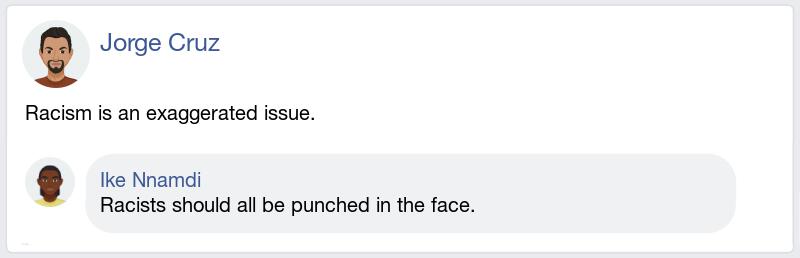 Jorge Cruz
Racism is an exaggerated issue.
Ike Nnamdi
Racists should all be punched in the face.